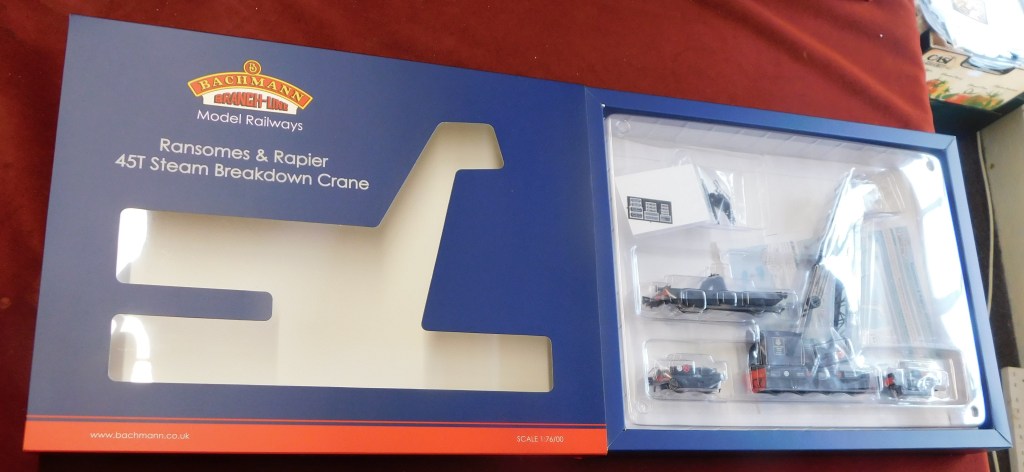 B
BACHMANN
BRANCH-LINE
Model Railways
Ransomes & Rapier
45T Steam Breakdown Crane
www.bachmann.co.uk
SCALE 1:76/00